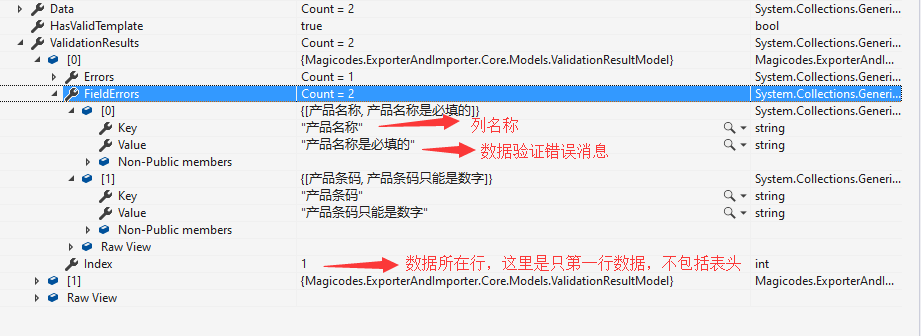 Data Count = 2 System.Collections.Generi...
HasValidTemplate true bool
ValidationResults Count = 2 System.Collections.Generi...
[0] {Magicodes.ExporterAndImporter.Core.Models.ValidationResultModel} Magicodes.ExporterAndIm...
Errors Count = 1 System.Collections.Generi...
FieldErrors Count = 2 System.Collections.Generi...
[0] {[产品名称, 产品名称是必填的]} System.Collections.Generi...
Key "产品名称" 列名称 string
Value "产品名称是必填的" 数据验证错误消息 string
Non-Public members
[1] {[产品条码, 产品条码只能是数字]} System.Collections.Generi...
Key "产品条码" string
Value "产品条码只能是数字" string
Non-Public members
Raw View
Index 1 数据所在行，这里是只第一行数据，不包括表头 int
[1] {Magicodes.ExporterAndImporter.Core.Models.ValidationResultModel} Magicodes.ExporterAndIm...
Raw View